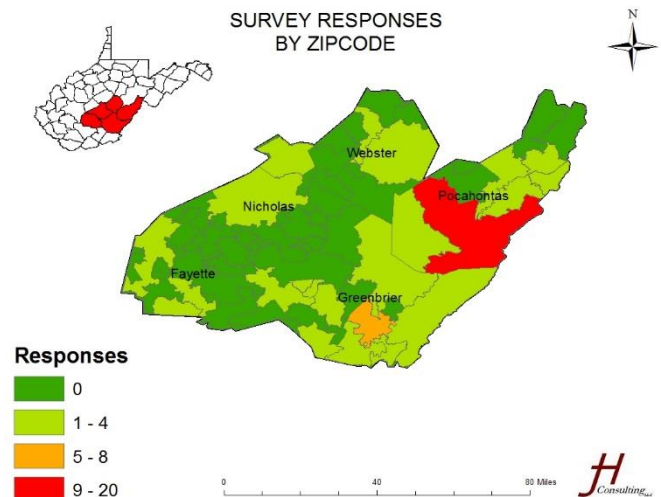 SURVEY RESPONSES
BY ZIPCODE
N
Webster
Pocahontas
Nicholas
Fayette
Greenbrier
Responses
0
1 - 4
5 - 8
9 - 20
0 40 80 Miles
JH
Consulting